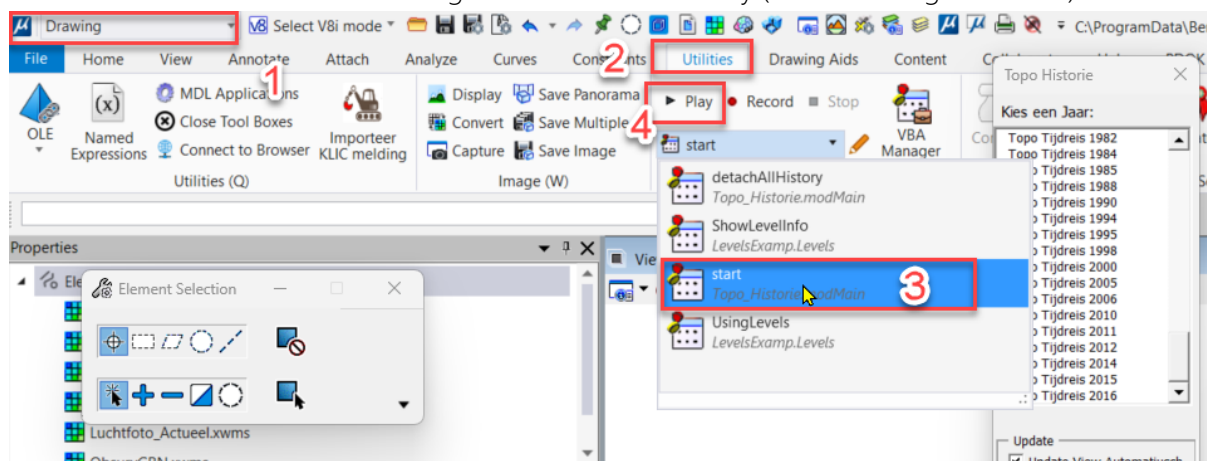 Drawing V8 Select V8i mode C:\ProgramData\Be
File Home View Annotate Attach Analyze Curves Constraints Utilities Drawing Aids Content
1 2 4 3
OLE
Named
Expressions
MDL Applications
Close Tool Boxes
Connect to Browser
Importeer
KLIC melding
Utilities (Q)
Display Save Panorama
Convert Save Multiple
Capture Save Image
Image (W)
Play Record Stop
start
VBA
Manager
detachAllHistory
Topo_Historie.modMain
ShowLevelInfo
LevelsExamp.Levels
start
Topo_Historie.modMain
UsingLevels
LevelsExamp.Levels
Properties
Element Selection
Luchtfoto_Actueel.xwms
Vie
Topo Historie
Kies een Jaar:
Topo Tijdreis 1982
Topo Tijdreis 1984
o Tijdreis 1985
o Tijdreis 1988
o Tijdreis 1990
o Tijdreis 1994
o Tijdreis 1995
o Tijdreis 1998
o Tijdreis 2000
o Tijdreis 2005
o Tijdreis 2006
o Tijdreis 2010
o Tijdreis 2011
o Tijdreis 2012
o Tijdreis 2014
o Tijdreis 2015
o Tijdreis 2016
Update